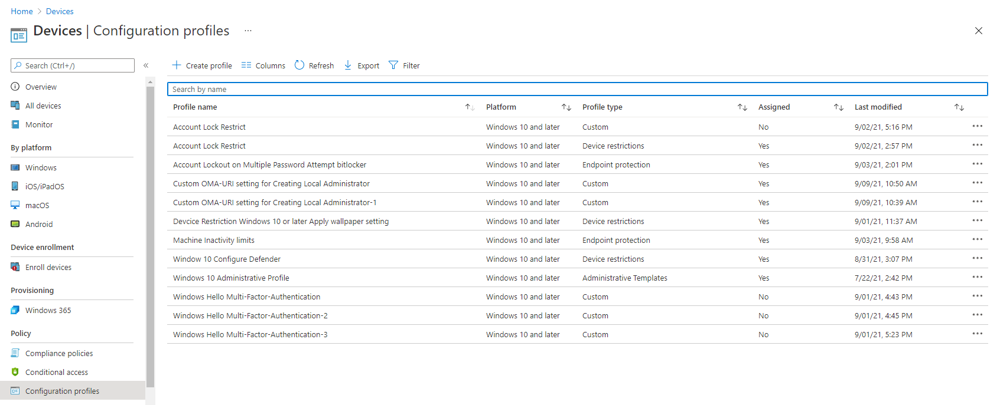 Home > Devices
Devices | Configuration profiles ...
Search (Ctrl+/)
«
Overview
All devices
Monitor
By platform
Windows
iOS/iPadOS
macOS
Android
Device enrollment
Enroll devices
Provisioning
Windows 365
Policy
Compliance policies
Conditional access
Configuration profiles
Create profile Columns Refresh Export Filter
Search by name
Profile name Platform Profile type Assigned Last modified
Account Lock Restrict Windows 10 and later Custom No 9/02/21, 5:16 PM
Account Lock Restrict Windows 10 and later Device restrictions Yes 9/02/21, 2:57 PM
Account Lockout on Multiple Password Attempt bitlocker Windows 10 and later Endpoint protection Yes 9/03/21, 2:01 PM
Custom OMA-URI setting for Creating Local Administrator Windows 10 and later Custom Yes 9/09/21, 10:50 AM
Custom OMA-URI setting for Creating Local Administrator-1 Windows 10 and later Custom Yes 9/09/21, 10:39 AM
Devcice Restriction Windows 10 or later Apply wallpaper setting Windows 10 and later Device restrictions Yes 9/01/21, 11:37 AM
Machine Inactivity limits Windows 10 and later Endpoint protection Yes 9/03/21, 9:58 AM
Window 10 Configure Defender Windows 10 and later Device restrictions Yes 8/31/21, 3:07 PM
Windows 10 Administrative Profile Windows 10 and later Administrative Templates Yes 7/22/21, 2:42 PM
Windows Hello Multi-Factor-Authentication Windows 10 and later Custom No 9/01/21, 4:43 PM
Windows Hello Multi-Factor-Authentication-2 Windows 10 and later Custom No 9/01/21, 4:45 PM
Windows Hello Multi-Factor-Authentication-3 Windows 10 and later Custom No 9/01/21, 5:23 PM